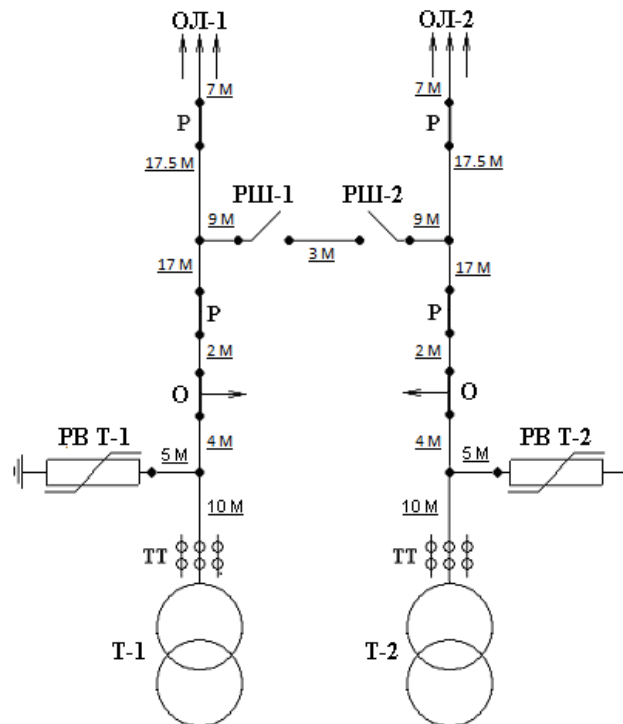 ОЛ-1 ОЛ-2
7 М 7 М
Р Р
17.5 М 17.5 М
РШ-1 РШ-2
9 М 9 М
3 М
17 М 17 М
Р Р
2 М 2 М
О О
РВ Т-1 5 М 4 М 4 М 5 М РВ Т-2
10 М 10 М
ТТ ТТ
Т-1 Т-2